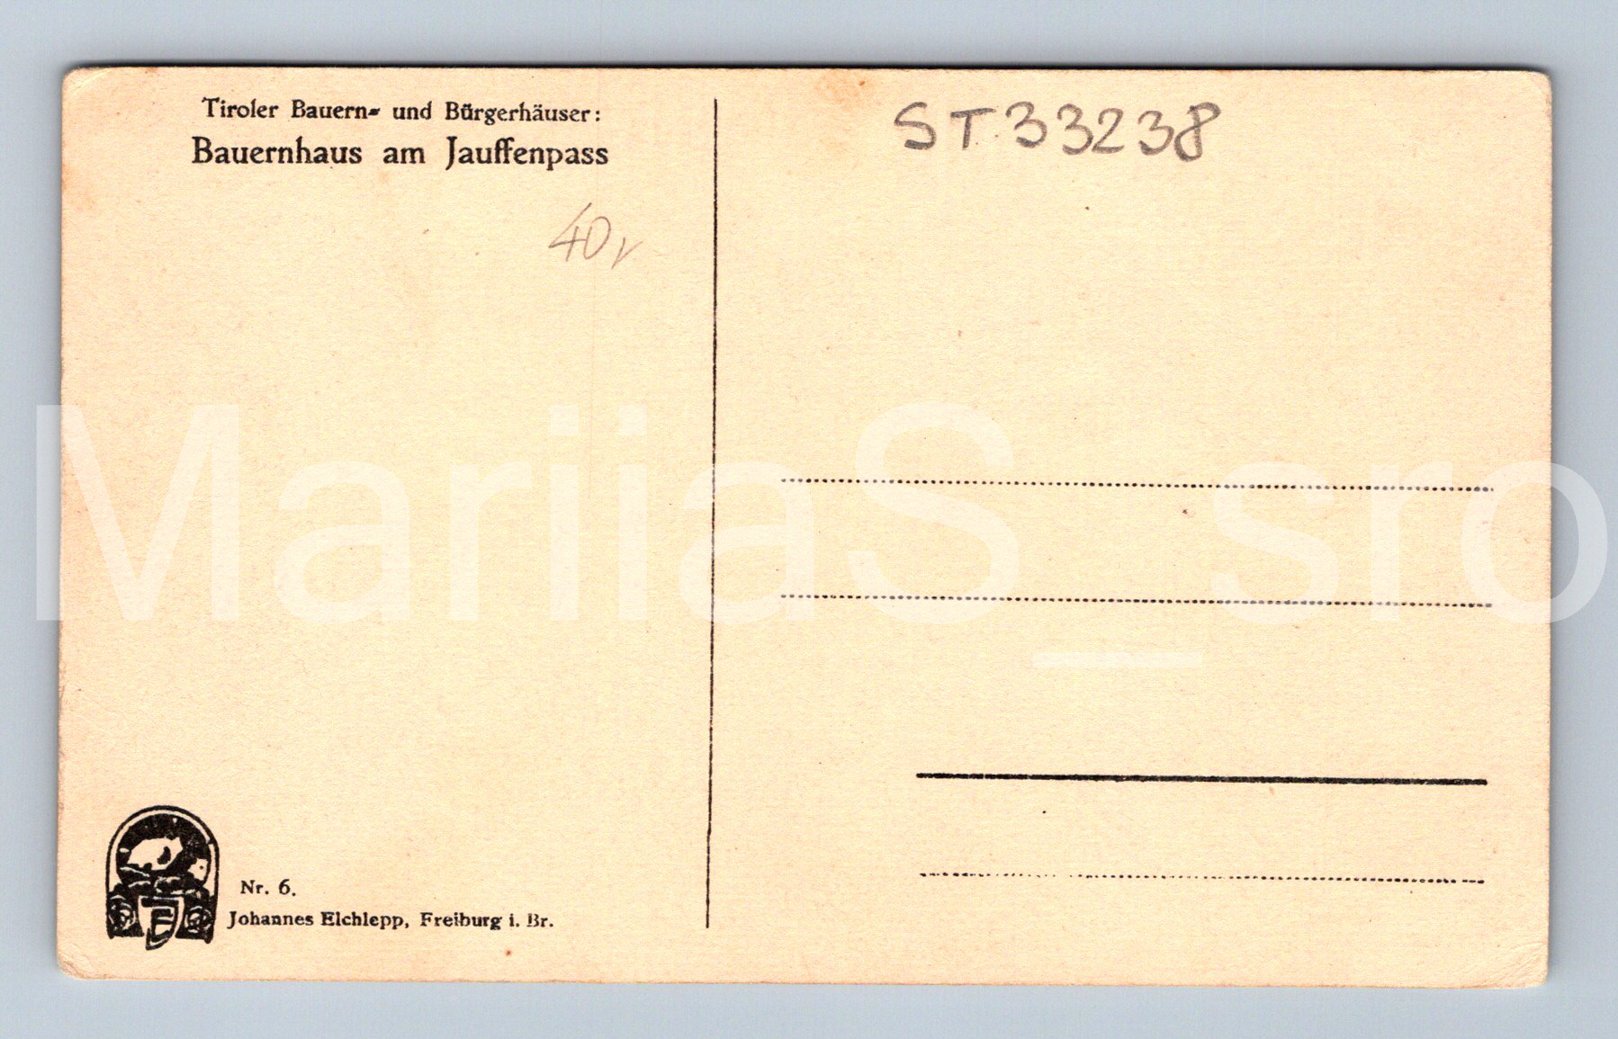 Tiroler Bauern- und Bürgerhäuser:
Bauernhaus am Jauffenpass
ST.33238
40,
Nr. 6.
Johannes Elchlepp, Freiburg i. Br.
MariiaS_sro